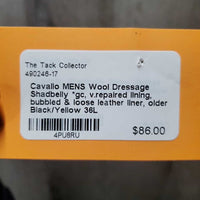 The Tack Collector
490246-17
Cavallo MENS Wool Dressage
Shadbelly *gc, v.repaired lining,
bubbled & loose leather liner, older
Black/Yellow 36L
4PU8RU
$86.00